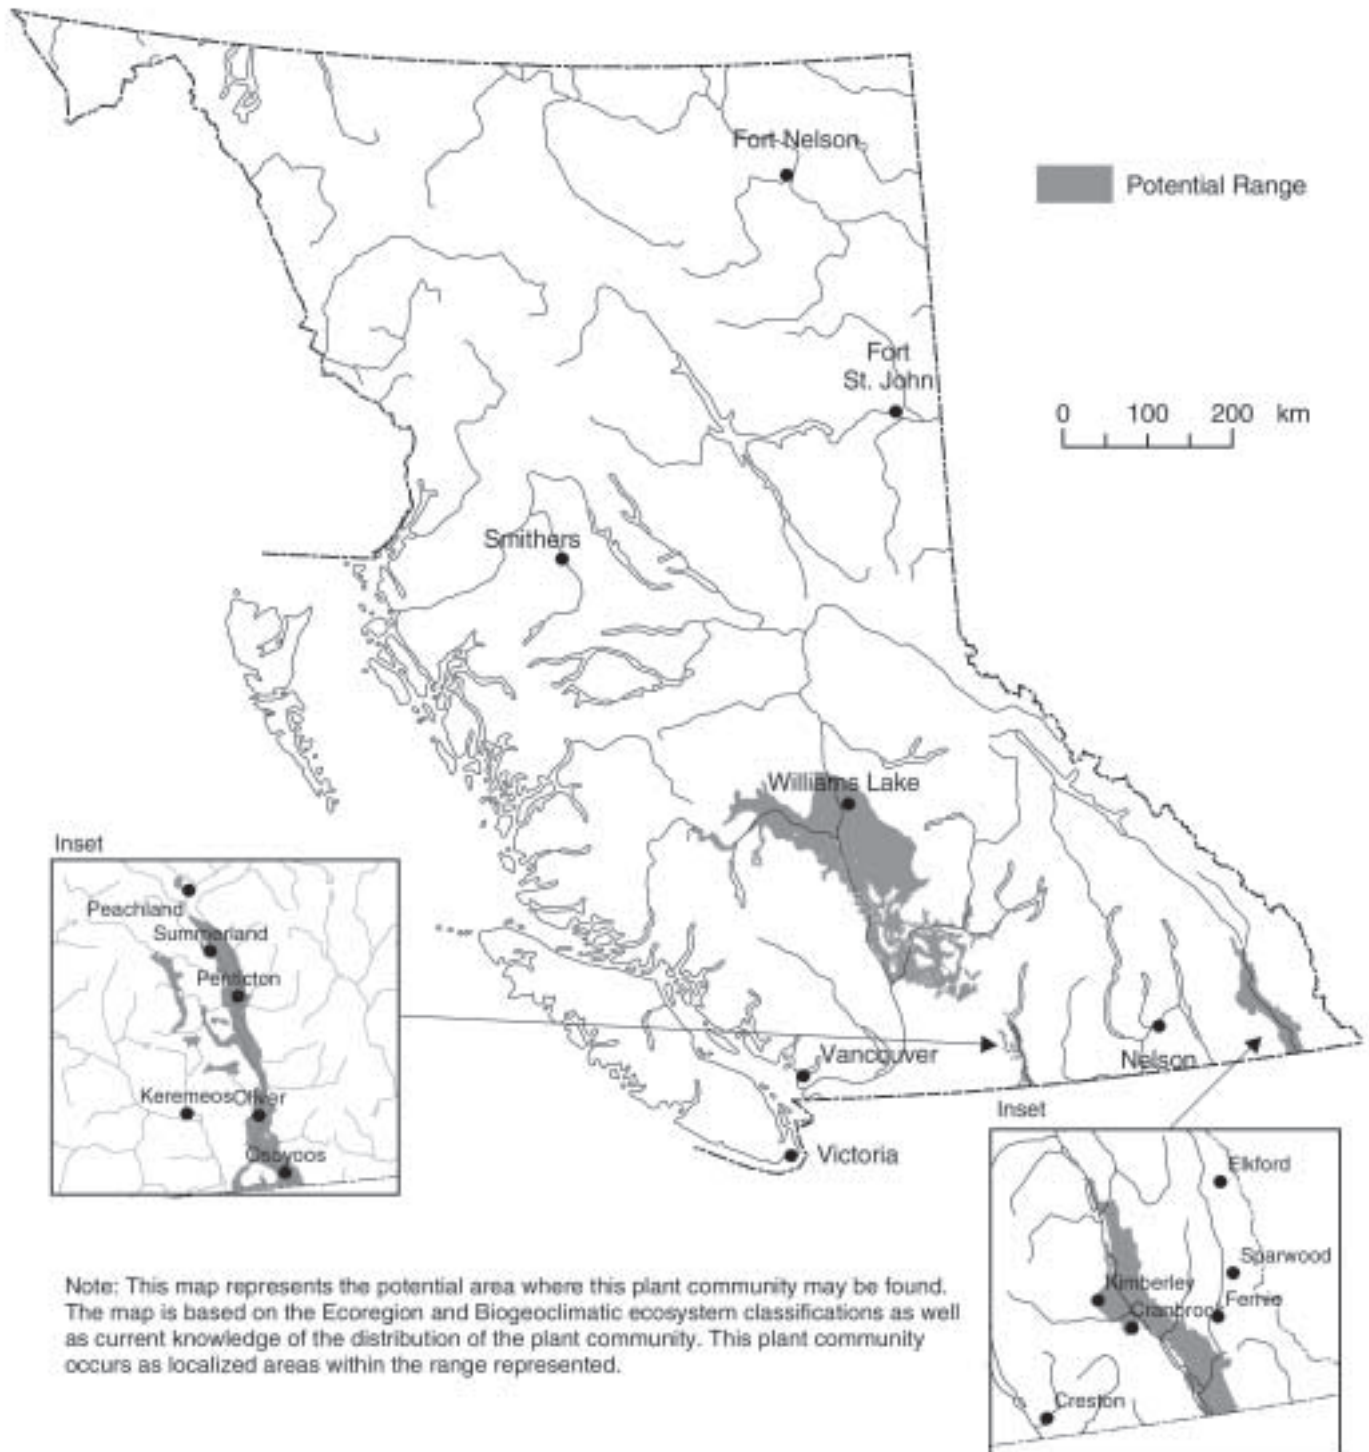 Fort Nelson
Potential Range
Fort
St. John
0 100 200 km
Smithers
Williams Lake
Inset
Peachland
Summerland
Penticton
Keremeos
Oliver
Osoyoos
Vancouver
Nelson
Victoria
Inset
Elkford
Sparwood
Kimberley
Fernie
Cranbrook
Creston
Note: This map represents the potential area where this plant community may be found.
The map is based on the Ecoregion and Biogeoclimatic ecosystem classifications as well
as current knowledge of the distribution of the plant community. This plant community
occurs as localized areas within the range represented.